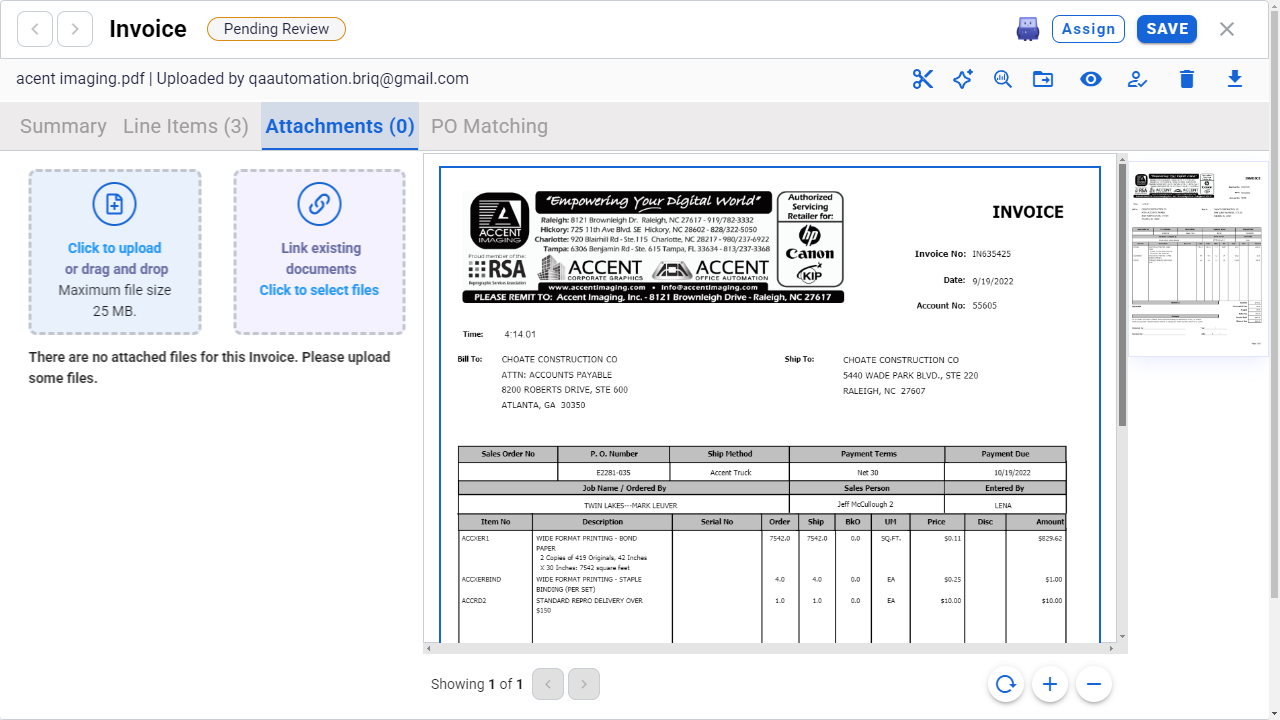 Invoice
Pending Review
Assign
SAVE
acent imaging.pdf | Uploaded by qaautomation.briq@gmail.com
Summary
Line Items (3)
Attachments (0)
PO Matching
Click to upload
or drag and drop
Maximum file size
25 MB.
Link existing
documents
Click to select files
There are no attached files for this Invoice. Please upload
some files.
ACCENT
IMAGING
"Empowering Your Digital World"
Raleigh: 8121 Brownleigh Dr. Raleigh, NC 27617 - 919/782-3332
Hickory: 725 11th Ave Blvd. SE Hickory, NC 28602 - 828/322-5050
Charlotte: 920 Blairhill Rd - Ste.115 Charlotte, NC 28217 - 980/237-6922
Tampa: 6306 Benjamin Rd - Ste. 615 Tampa, FL 33634 - 813/237-3368
Proud member of the:
RSA
ACCENT
CORPORATE GRAPHICS
ACCENT
OFFICE AUTOMATION
www.accentimaging.com • info@accentimaging.com
PLEASE REMIT TO: Accent Imaging, Inc. - 8121 Brownleigh Drive - Raleigh, NC 27617
Authorized
Servicing
Retailer for:
hp
Canon
KIP
INVOICE
Invoice No: IN635425
Date: 9/19/2022
Account No: 55605
Time: 4:14.01
Bill To: CHOATE CONSTRUCTION CO
ATTN: ACCOUNTS PAYABLE
8200 ROBERTS DRIVE, STE 600
ATLANTA, GA 30350
Ship To: CHOATE CONSTRUCTION CO
5440 WADE PARK BLVD., STE 220
RALEIGH, NC 27607
Sales Order No P. O. Number Ship Method Payment Terms Payment Due
E2281-035 Accent Truck Net 30 10/19/2022
Job Name / Ordered By Sales Person Entered By
TWIN LAKES---MARK LEUVER Jeff McCullough 2 LENA
Item No Description Serial No Order Ship BkO UM Price Disc Amount
ACCXER1 WIDE FORMAT PRINTING - BOND 7542.0 7542.0 0.0 SQ.FT. $0.11 $829.62
PAPER
2 Copies of 419 Originals, 42 Inches
X 30 Inches: 7542 square feet
ACCXERBIND WIDE FORMAT PRINTING - STAPLE 4.0 4.0 0.0 EA $0.25 $1.00
BINDING (PER SET)
ACCRD2 STANDARD REPRO DELIVERY OVER 1.0 1.0 0.0 EA $10.00 $10.00
$150
Showing 1 of 1